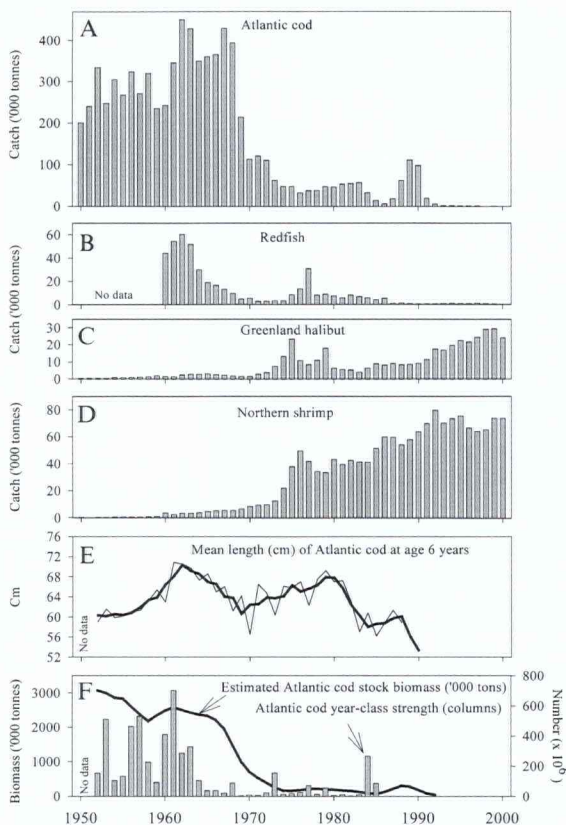 A
Atlantic cod
Catch ('000 tonnes)
400
300
200
100
0
B
Redfish
Catch ('000 tonnes)
60
40
20
0
No data
C
Greenland halibut
Catch ('000 tonnes)
30
20
10
0
D
Northern shrimp
Catch ('000 tonnes)
80
60
40
20
0
E
Mean length (cm) of Atlantic cod at age 6 years
Cm
76
72
68
64
60
56
52
No data
F
Estimated Atlantic cod stock biomass ('000 tons)
Atlantic cod year-class strength (columns)
Biomass ('000 tonnes)
3000
2000
1000
0
No data
800
600
400
200
0
Number (x 10⁶)
1950 1960 1970 1980 1990 2000